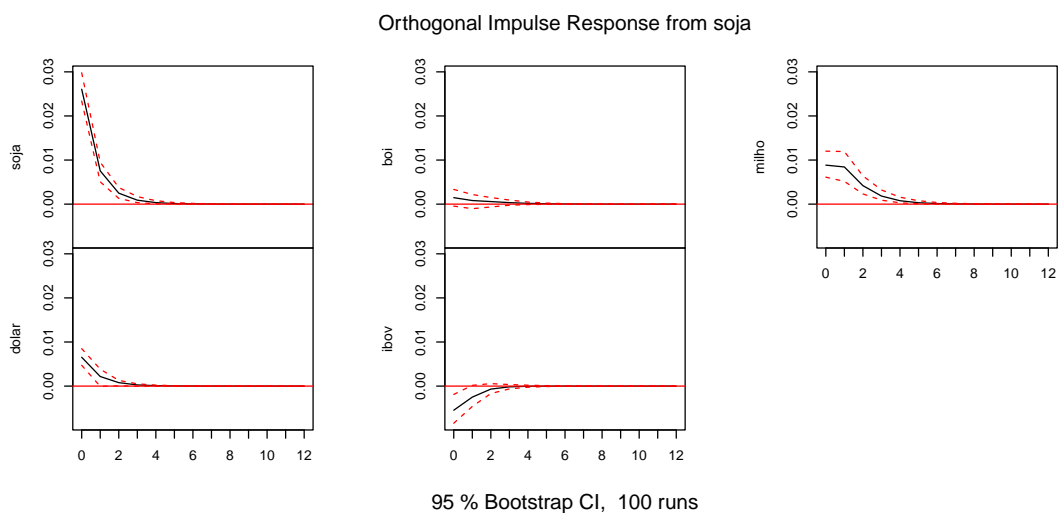 Orthogonal Impulse Response from soja
soja
0.00 0.01 0.02 0.03
boi
0.00 0.01 0.02 0.03
milho
0.00 0.01 0.02 0.03
0 2 4 6 8 10 12
dolar
0.00 0.01 0.02 0.03
0 2 4 6 8 10 12
ibov
0.00 0.01 0.02 0.03
0 2 4 6 8 10 12
95 % Bootstrap CI, 100 runs